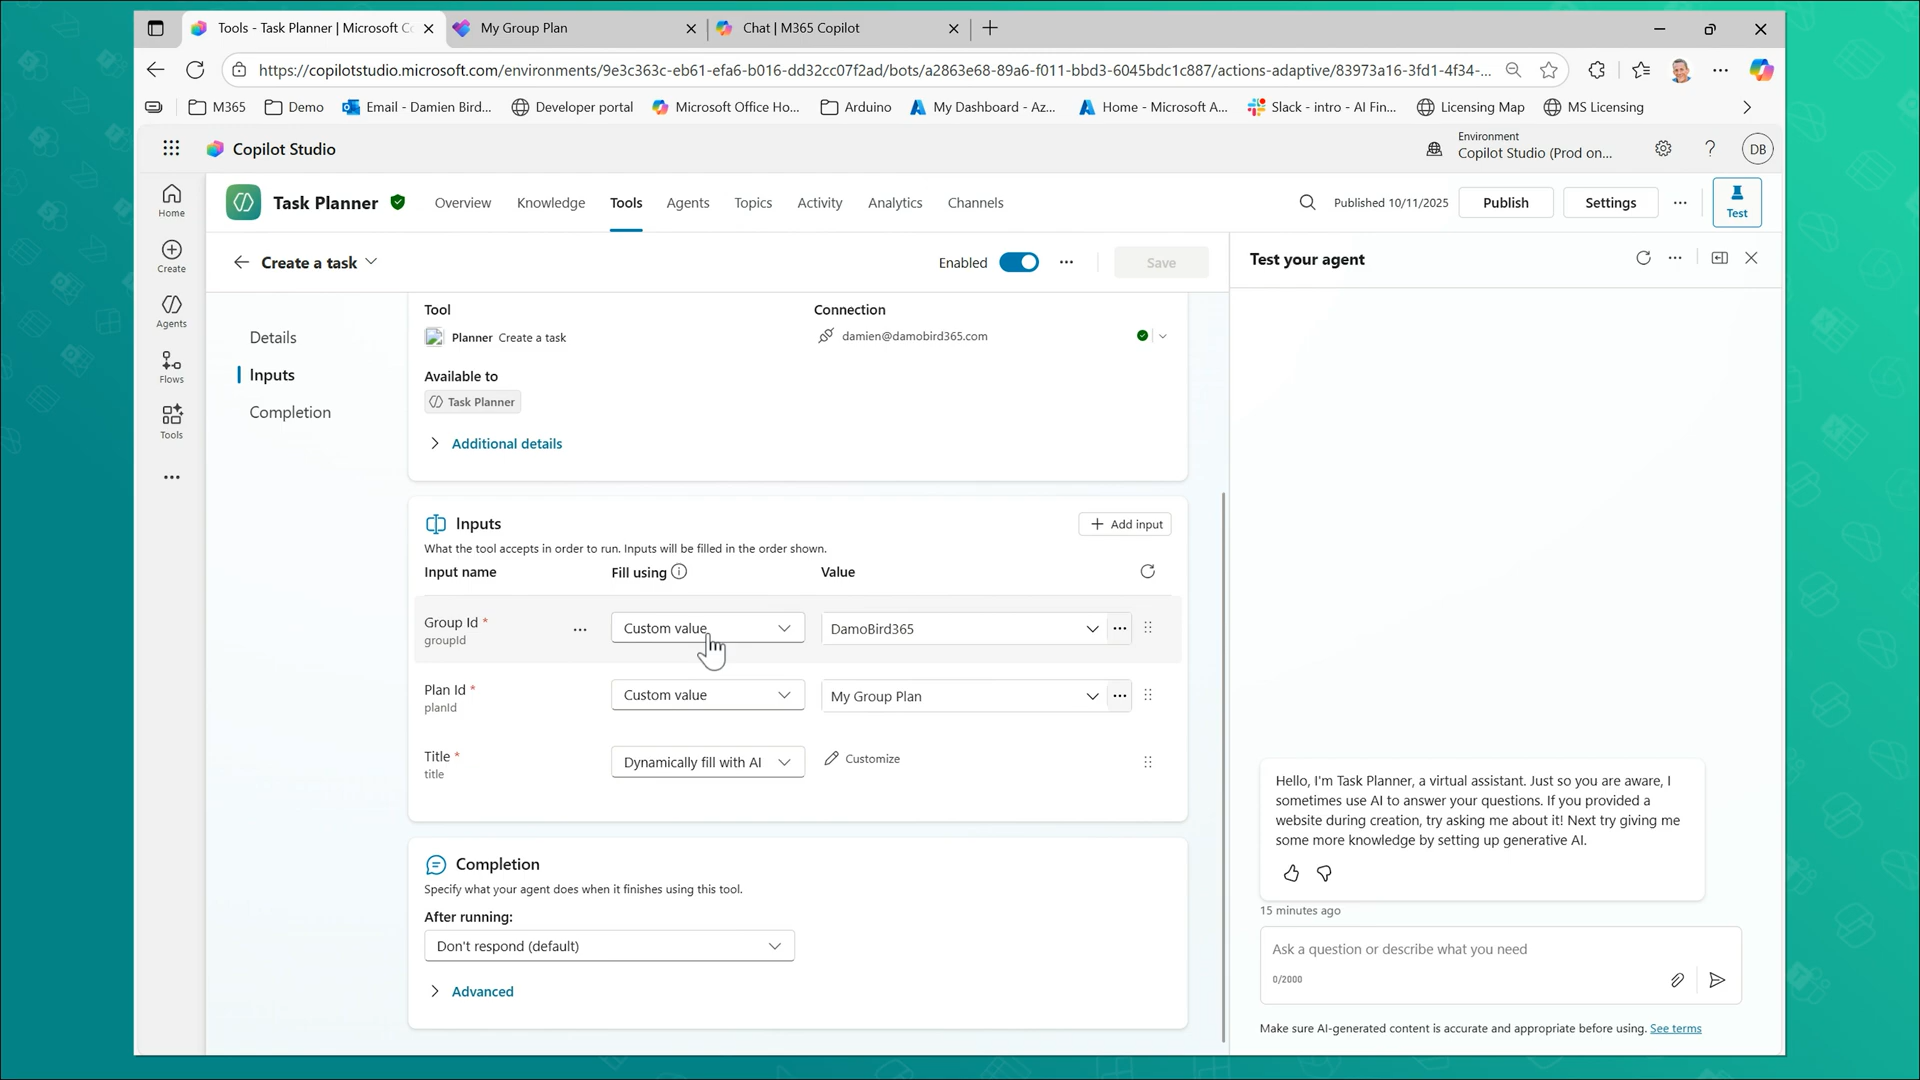 Tools - Task Planner | Microsoft Co
My Group Plan
Chat | M365 Copilot
https://copilotstudio.microsoft.com/environments/9e3c363c-eb61-efa6-b016-dd32cc07f2ad/bots/a2863e68-89a6-f011-bbd3-6045bdc1c887/actions-adaptive/83973a16-3fd1-4f34-...
M365
Demo
Email - Damien Bird...
Developer portal
Microsoft Office Ho...
Arduino
My Dashboard - Az...
Home - Microsoft A...
Slack - intro - AI Fin...
Licensing Map
MS Licensing
Copilot Studio
Environment
Copilot Studio (Prod on...
DB
Home
Create
Agents
Flows
Tools
Task Planner
Overview
Knowledge
Tools
Agents
Topics
Activity
Analytics
Channels
Published 10/11/2025
Publish
Settings
Test
Create a task
Enabled
Save
Details
Inputs
Completion
Tool
Planner Create a task
Connection
damien@damobird365.com
Available to
Task Planner
Additional details
Inputs
Add input
What the tool accepts in order to run. Inputs will be filled in the order shown.
Input name
Fill using
Value
Group Id *
groupId
Custom value
DamoBird365
Plan Id *
planId
Custom value
My Group Plan
Title *
title
Dynamically fill with AI
Customize
Completion
Specify what your agent does when it finishes using this tool.
After running:
Don't respond (default)
Advanced
Test your agent
Hello, I'm Task Planner, a virtual assistant. Just so you are aware, I
sometimes use AI to answer your questions. If you provided a
website during creation, try asking me about it! Next try giving me
some more knowledge by setting up generative AI.
15 minutes ago
Ask a question or describe what you need
0/2000
Make sure AI-generated content is accurate and appropriate before using. See terms